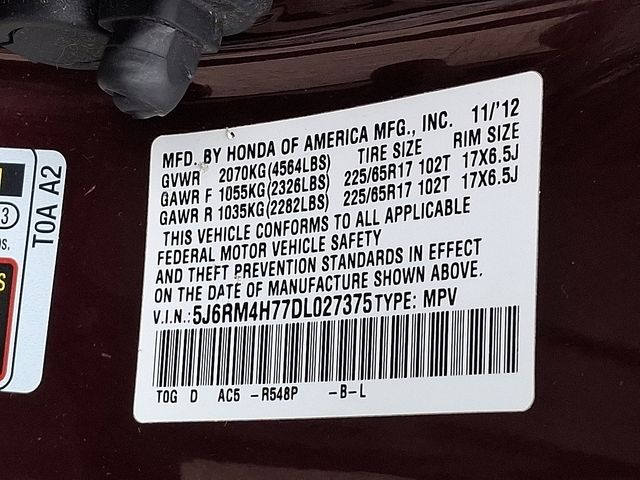 MFD. BY HONDA OF AMERICA MFG., INC. 11/'12
GVWR 2070KG(4564LBS) TIRE SIZE RIM SIZE
GAWR F 1055KG(2326LBS) 225/65R17 102T 17X6.5J
GAWR R 1035KG(2282LBS) 225/65R17 102T 17X6.5J
THIS VEHICLE CONFORMS TO ALL APPLICABLE
FEDERAL MOTOR VEHICLE SAFETY
AND THEFT PREVENTION STANDARDS IN EFFECT
ON THE DATE OF MANUFACTURE SHOWN ABOVE.
V.I.N.:5J6RM4H77DL027375 TYPE: MPV
TOG D AC5 -R548P -B-L
T0A A2
3
S